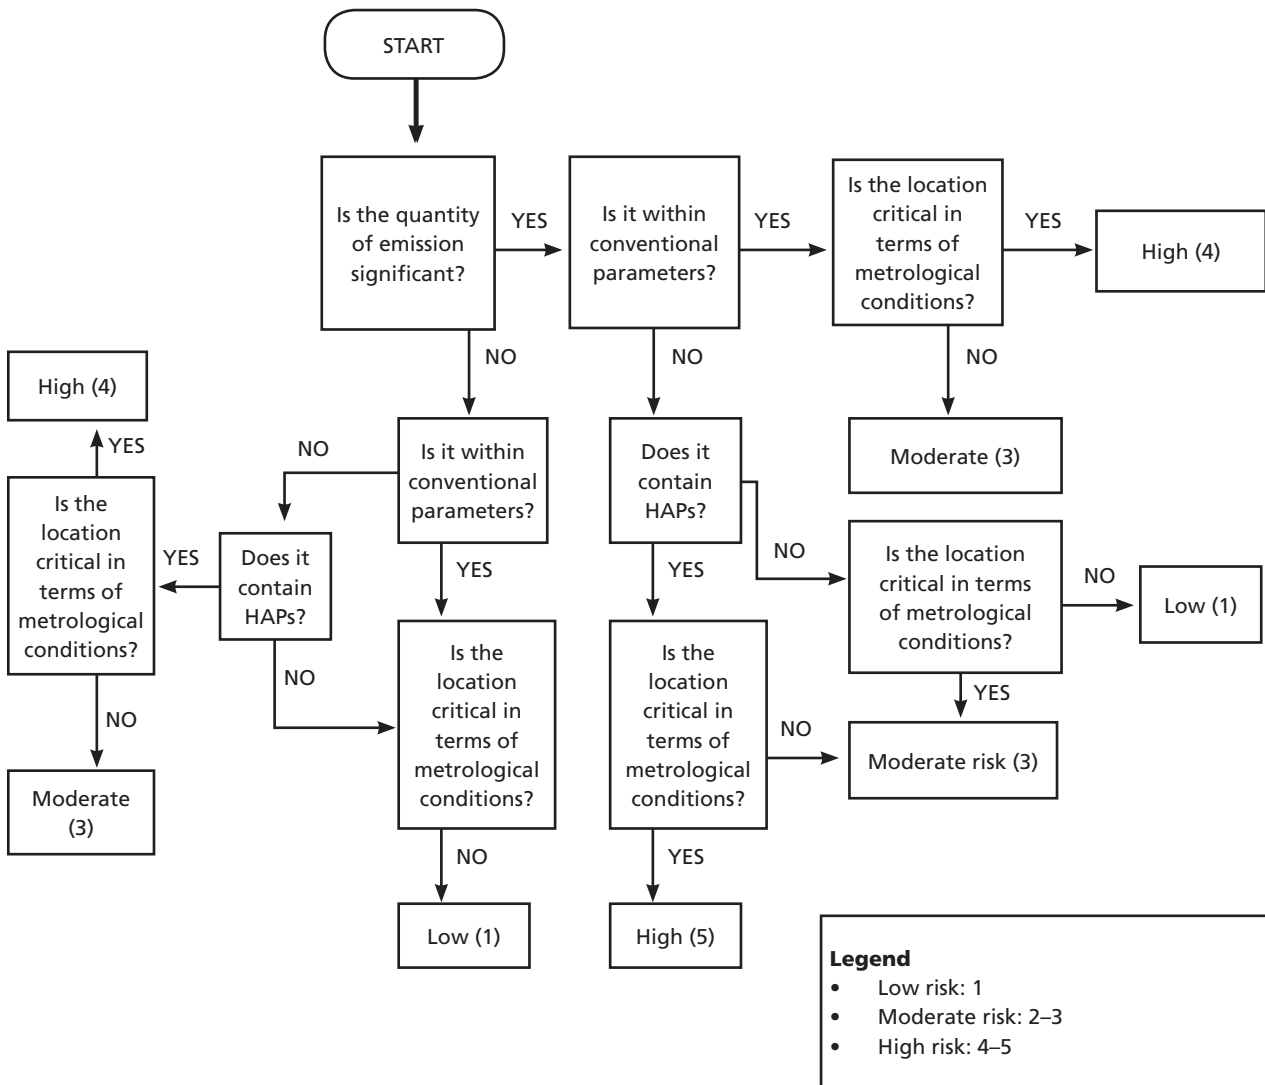 START
Is the quantity
of emission
significant?
YES
Is it within
conventional
parameters?
YES
Is the location
critical in
terms of
metrological
conditions?
YES
High (4)
NO
NO
NO
High (4)
YES
Is the
location
critical in
terms of
metrological
conditions?
NO
Moderate
(3)
YES
Does it
contain
HAPs?
NO
NO
Is it within
conventional
parameters?
YES
Is the
location
critical in
terms of
metrological
conditions?
NO
Low (1)
Does it
contain
HAPs?
YES
NO
Is the
location
critical in
terms of
metrological
conditions?
NO
YES
High (5)
Moderate (3)
Is the location
critical in terms
of metrological
conditions?
NO
Low (1)
YES
Moderate risk (3)
Legend
• Low risk: 1
• Moderate risk: 2–3
• High risk: 4–5